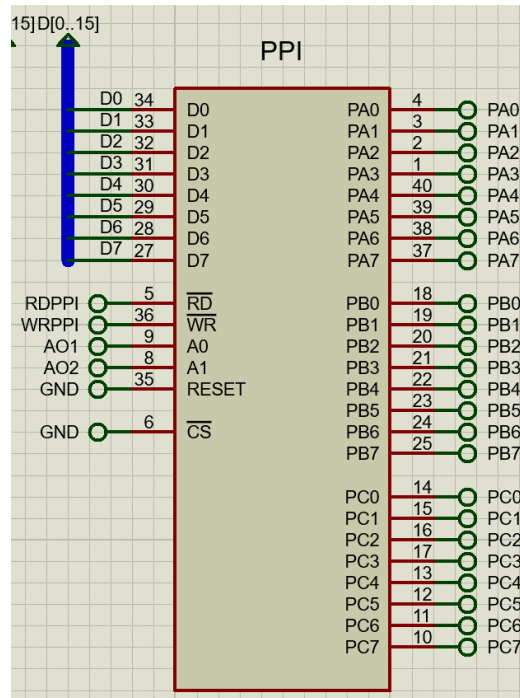 15] D[0..15]
PPI
D0 34 D0 PA0 4 PA0
D1 33 D1 PA1 3 PA1
D2 32 D2 PA2 2 PA2
D3 31 D3 PA3 1 PA3
D4 30 D4 PA4 40 PA4
D5 29 D5 PA5 39 PA5
D6 28 D6 PA6 38 PA6
D7 27 D7 PA7 37 PA7
RDPPI 5 RD PB0 18 PB0
WRPPI 36 WR PB1 19 PB1
AO1 9 A0 PB2 20 PB2
AO2 8 A1 PB3 21 PB3
GND 35 RESET PB4 22 PB4
PB5 23 PB5
GND 6 CS PB6 24 PB6
PB7 25 PB7
PC0 14 PC0
PC1 15 PC1
PC2 16 PC2
PC3 17 PC3
PC4 13 PC4
PC5 12 PC5
PC6 11 PC6
PC7 10 PC7